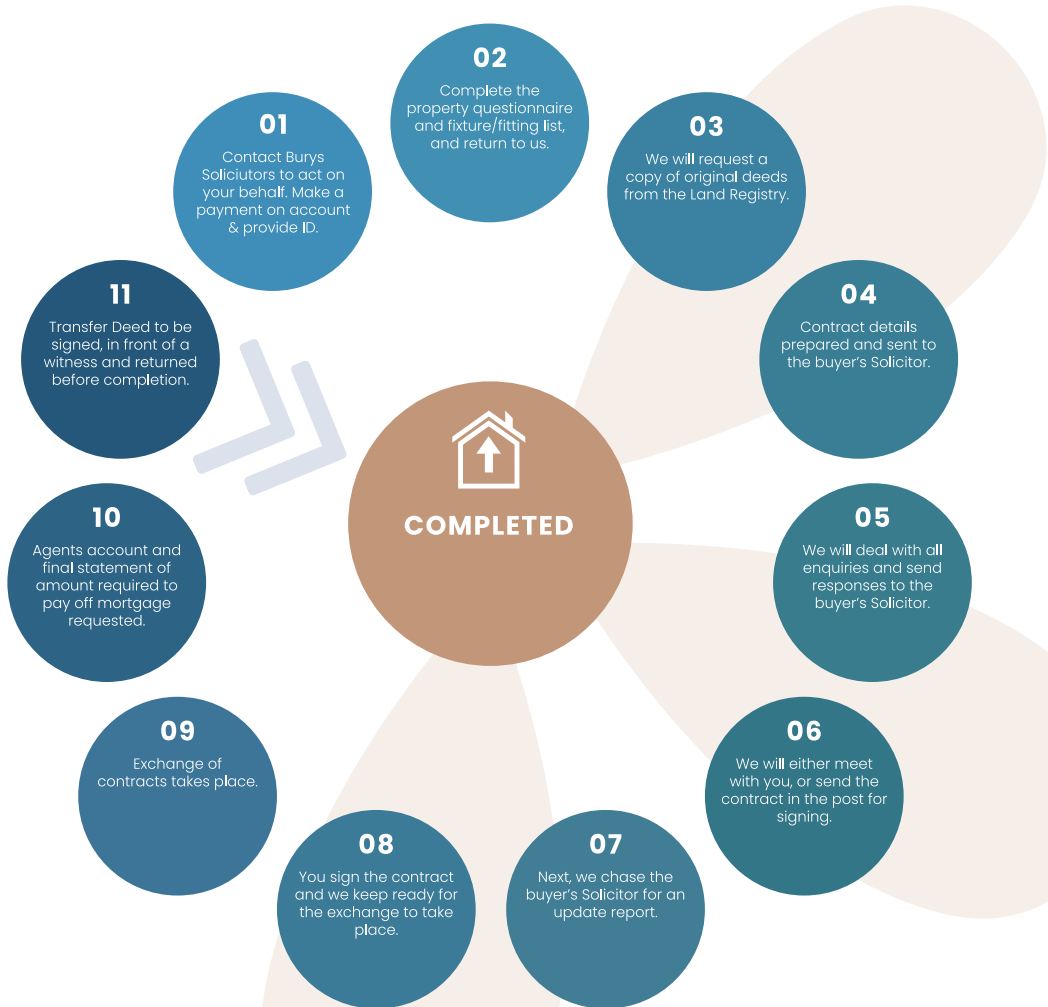 01
Contact Burys
Soliciutors to act on
your behalf. Make a
payment on account
& provide ID.
02
Complete the
property questionnaire
and fixture/fitting list,
and return to us.
03
We will request a
copy of original deeds
from the Land Registry.
04
Contract details
prepared and sent to
the buyer’s Solicitor.
05
We will deal with all
enquiries and send
responses to the
buyer’s Solicitor.
06
We will either meet
with you, or send the
contract in the post for
signing.
07
Next, we chase the
buyer’s Solicitor for an
update report.
08
You sign the contract
and we keep ready for
the exchange to take
place.
09
Exchange of
contracts takes place.
10
Agents account and
final statement of
amount required to
pay off mortgage
requested.
11
Transfer Deed to be
signed, in front of a
witness and returned
before completion.
COMPLETED